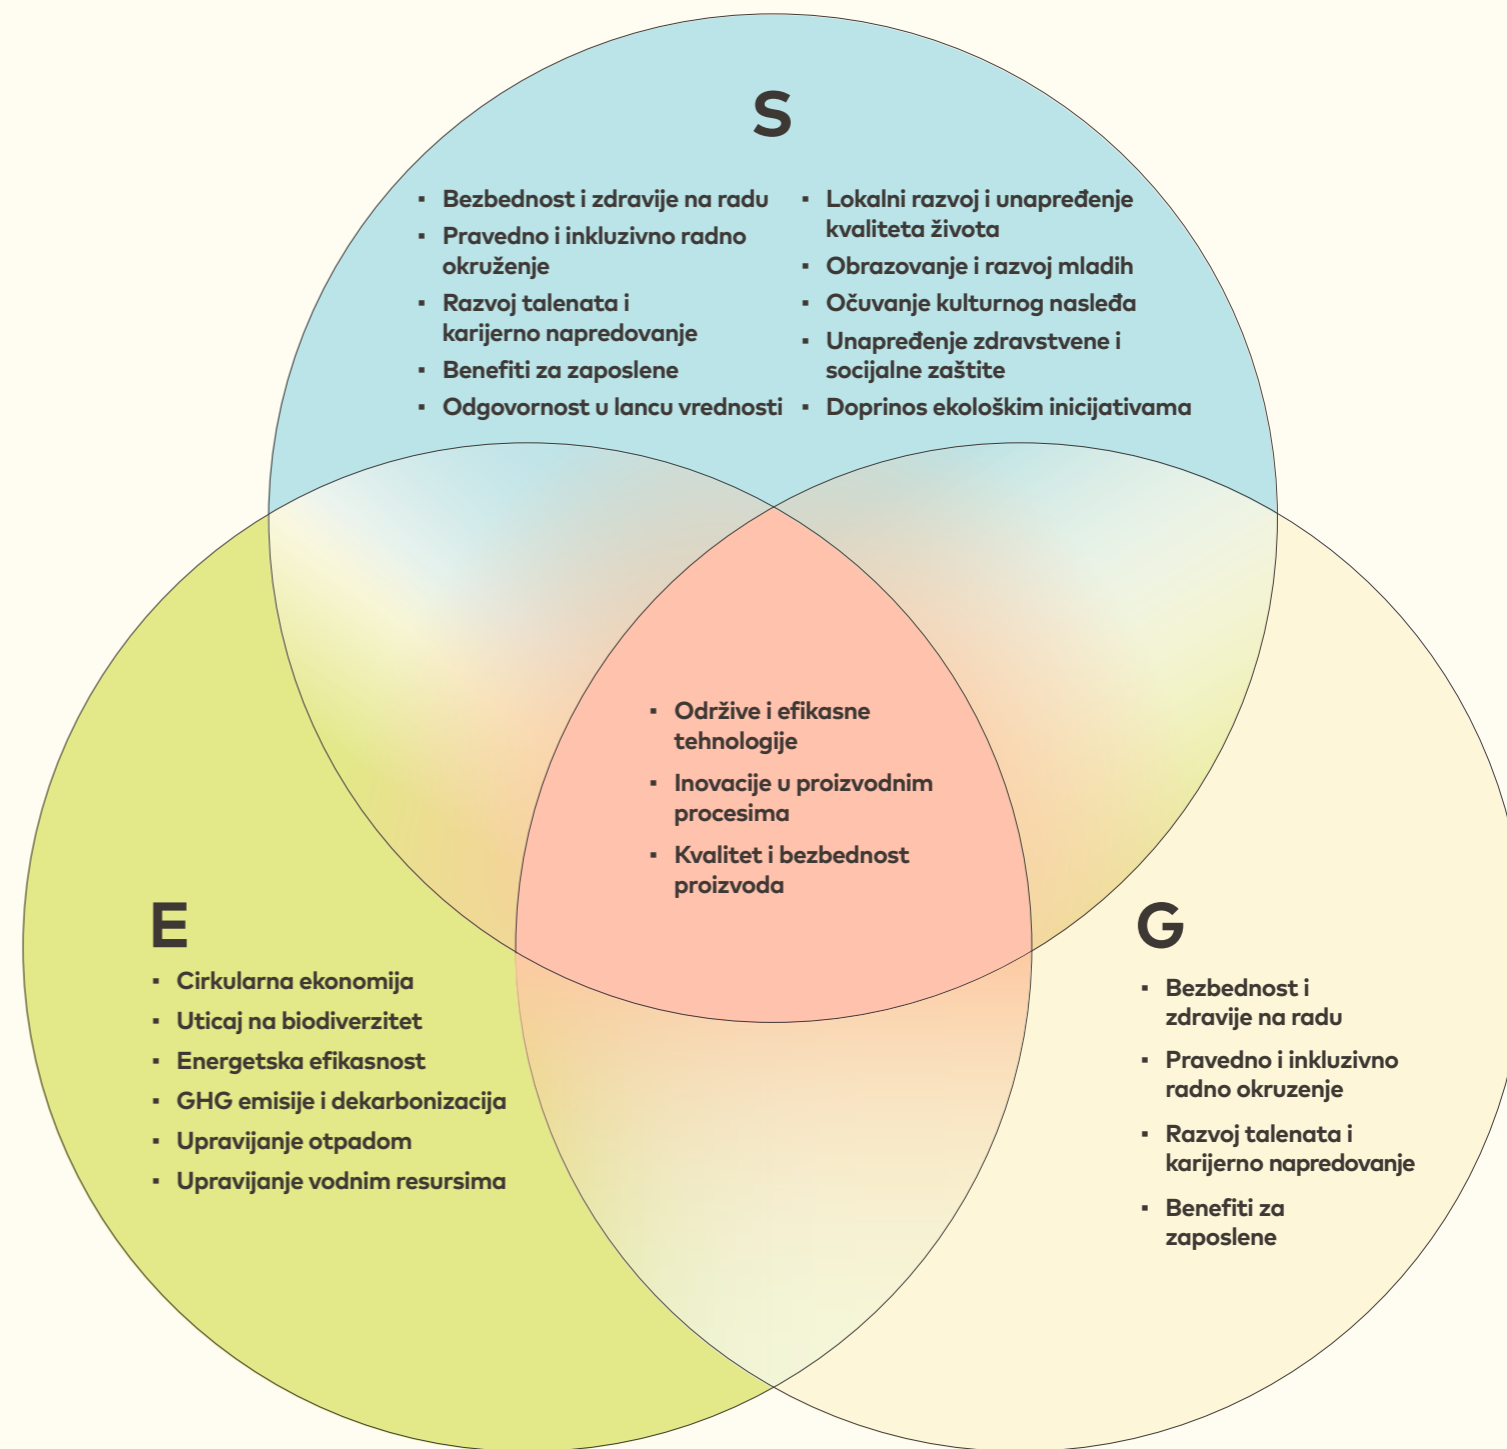 S
▪ Bezbednost i zdravije na radu
▪ Pravedno i inkluzivno radno
okruženje
▪ Razvoj talenata i
karijerno napredovanje
▪ Benefiti za zaposlene
▪ Odgovornost u lancu vrednosti
▪ Lokalni razvoj i unapređenje
kvaliteta života
▪ Obrazovanje i razvoj mladih
▪ Očuvanje kulturnog nasleđa
▪ Unapređenje zdravstvene i
socijalne zaštite
▪ Doprinos ekološkim inicijativama
▪ Održive i efikasne
tehnologije
▪ Inovacije u proizvodnim
procesima
▪ Kvalitet i bezbednost
proizvoda
E
▪ Cirkularna ekonomija
▪ Uticaj na biodiverzitet
▪ Energetska efikasnost
▪ GHG emisije i dekarbonizacija
▪ Upravijanje otpadom
▪ Upravijanje vodnim resursima
G
▪ Bezbednost i
zdravije na radu
▪ Pravedno i inkluzivno
radno okruzenje
▪ Razvoj talenata i
karijerno napredovanje
▪ Benefiti za
zaposlene